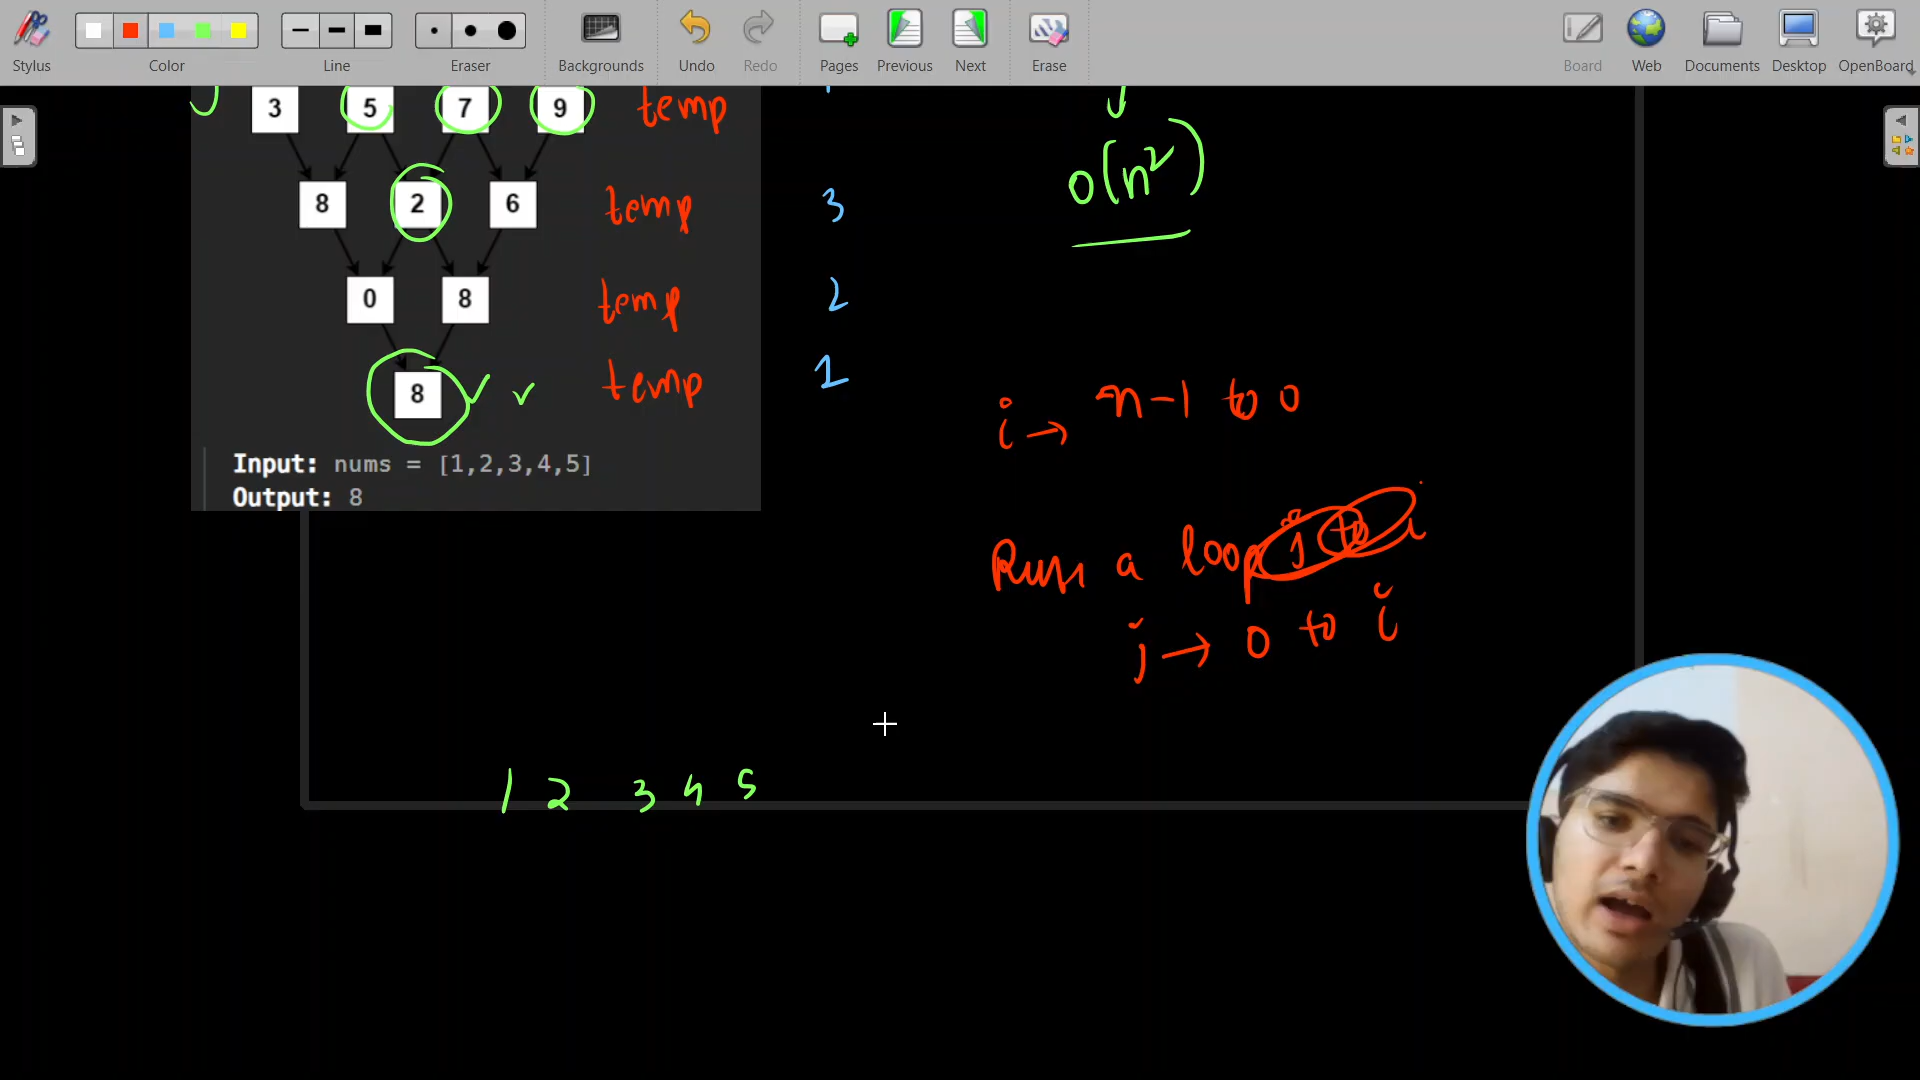 Stylus Color Line Eraser Backgrounds Undo Redo Pages Previous Next Erase Board Web Documents Desktop OpenBoard
3 5 7 9 temp
O(n²)
8 2 6 temp 3
0 8 temp 2
8 temp 1
i → n-1 to 0
Input: nums = [1,2,3,4,5]
Output: 8
Run a loop j to i
j → 0 to i
1 2 3 4 5